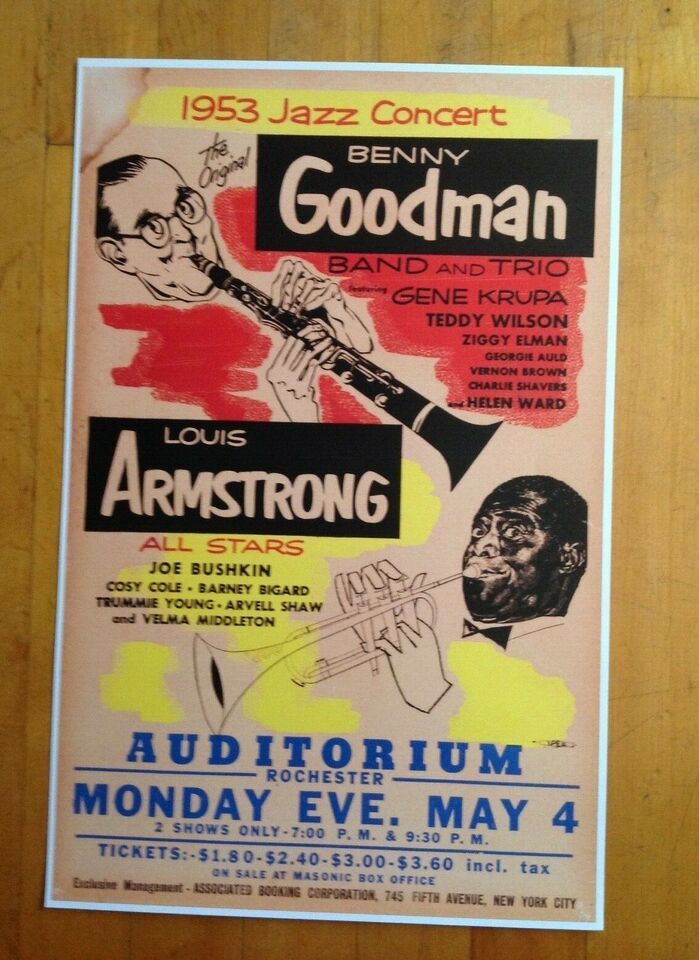 1953 Jazz Concert
The Original
BENNY
Goodman
BAND AND TRIO
featuring GENE KRUPA
TEDDY WILSON
ZIGGY ELMAN
GEORGIE AULD
VERNON BROWN
CHARLIE SHAVERS
and HELEN WARD
LOUIS
ARMSTRONG
ALL STARS
JOE BUSHKIN
COSY COLE • BARNEY BIGARD
TRUMMIE YOUNG • ARVELL SHAW
and VELMA MIDDLETON
AUDITORIUM
ROCHESTER
MONDAY EVE. MAY 4
2 SHOWS ONLY - 7:00 P. M. & 9:30 P. M.
TICKETS:-$1.80-$2.40-$3.00-$3.60 incl. tax
ON SALE AT MASONIC BOX OFFICE
Exclusive Management - ASSOCIATED BOOKING CORPORATION, 745 FIFTH AVENUE, NEW YORK CITY